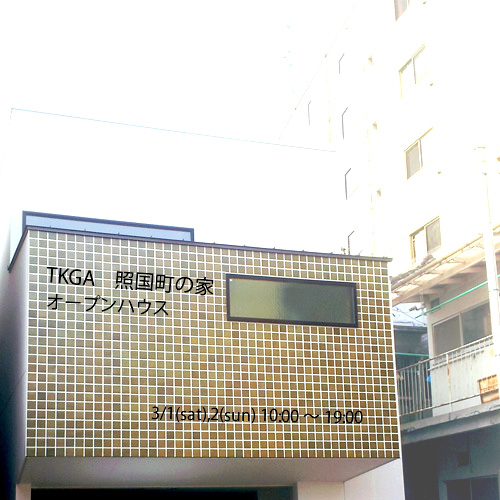 TKGA　照国町の家
オープンハウス
3/1(sat),2(sun) 10:00 〜 19:00